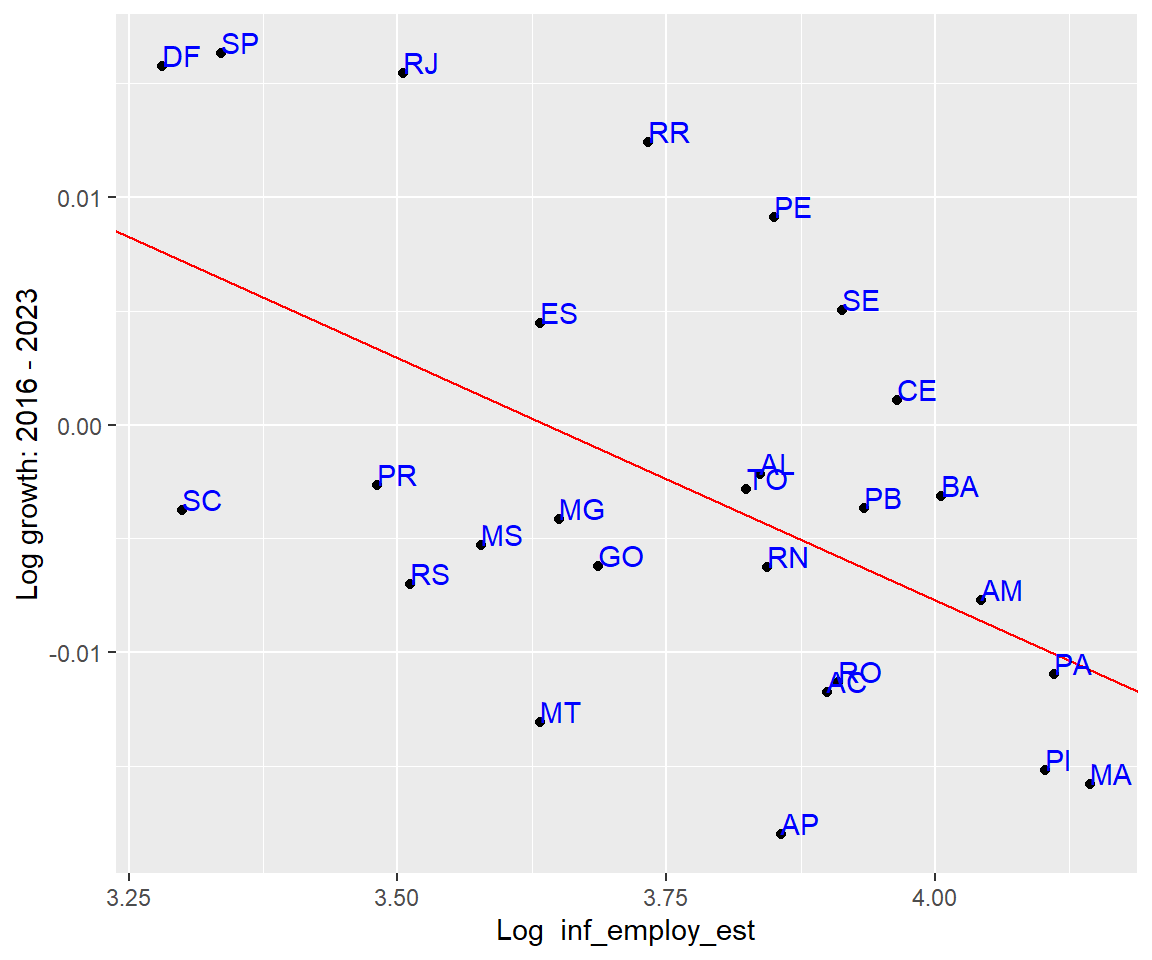 DF
SP
RJ
RR
0.01
PE
SE
ES
CE
0.00
AL
TO
PR
BA
SC
PB
MG
MS
GO
RN
RS
AM
-0.01
PA
RO
AC
MT
PI
MA
AP
3.25 3.50 3.75 4.00
Log inf_employ_est
Log growth: 2016 - 2023